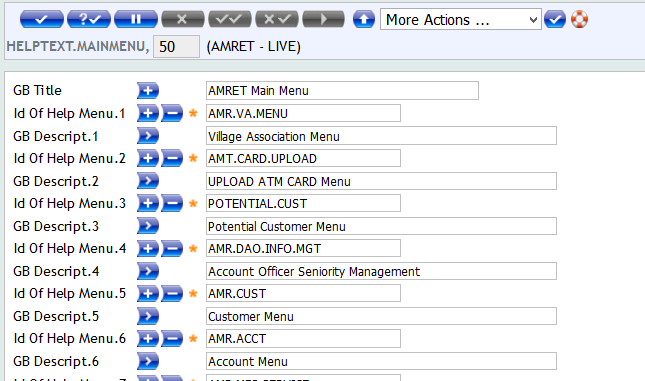 More Actions ...
HELPTEXT.MAINMENU, 50 (AMRET - LIVE)
GB Title AMRET Main Menu
Id Of Help Menu.1 * AMR.VA.MENU
GB Descript.1 Village Association Menu
Id Of Help Menu.2 * AMT.CARD.UPLOAD
GB Descript.2 UPLOAD ATM CARD Menu
Id Of Help Menu.3 * POTENTIAL.CUST
GB Descript.3 Potential Customer Menu
Id Of Help Menu.4 * AMR.DAO.INFO.MGT
GB Descript.4 Account Officer Seniority Management
Id Of Help Menu.5 * AMR.CUST
GB Descript.5 Customer Menu
Id Of Help Menu.6 * AMR.ACCT
GB Descript.6 Account Menu